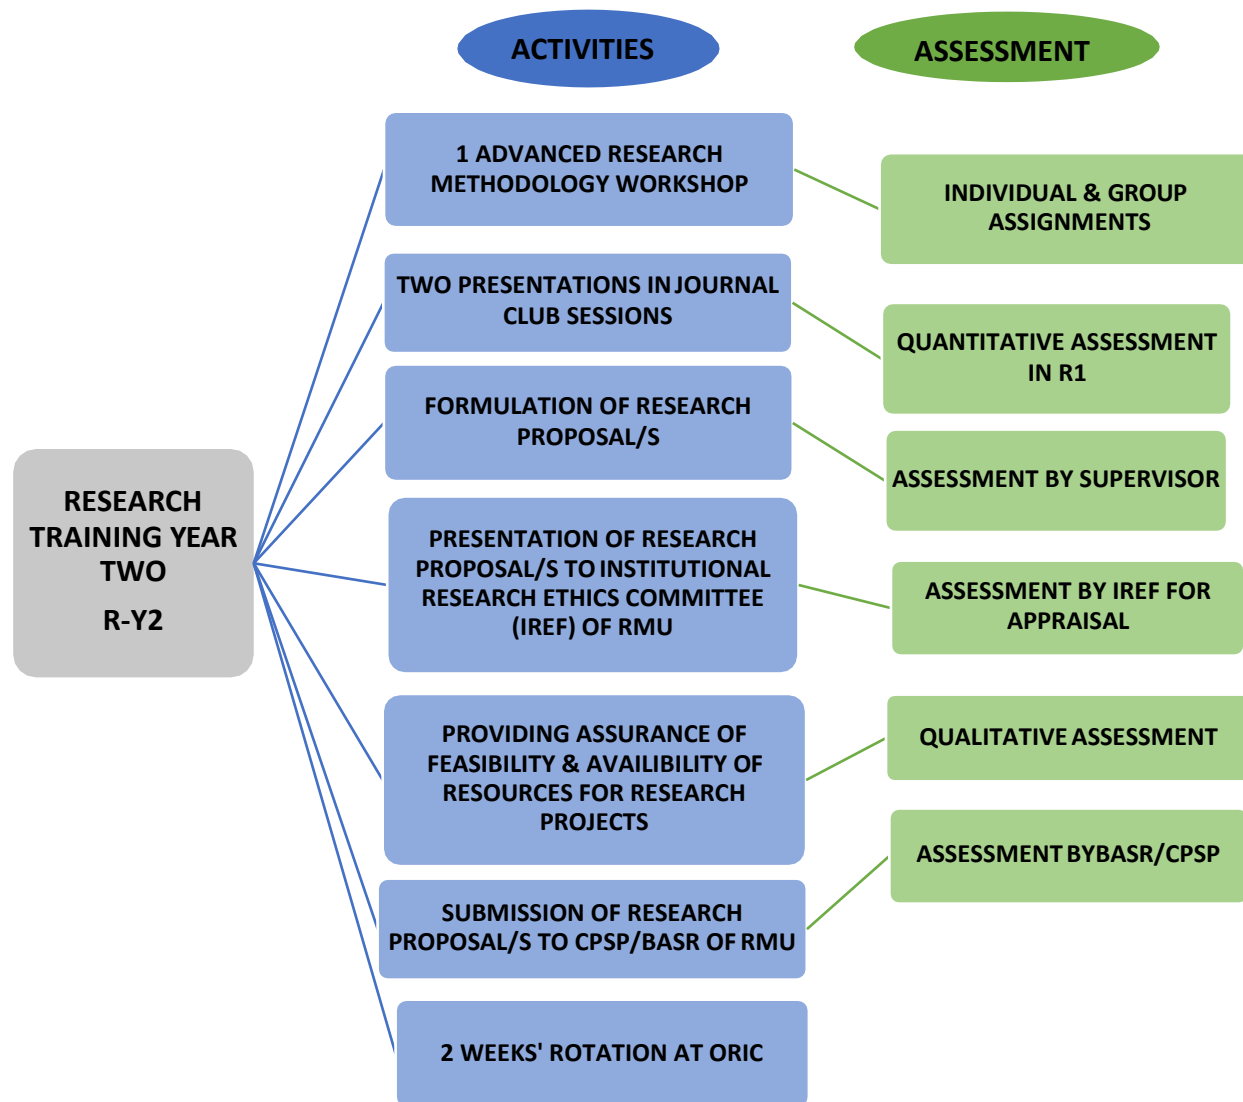 ACTIVITIES
ASSESSMENT
1 ADVANCED RESEARCH
METHODOLOGY WORKSHOP
INDIVIDUAL & GROUP
ASSIGNMENTS
TWO PRESENTATIONS IN JOURNAL
CLUB SESSIONS
QUANTITATIVE ASSESSMENT
IN R1
FORMULATION OF RESEARCH
PROPOSAL/S
ASSESSMENT BY SUPERVISOR
RESEARCH
TRAINING YEAR
TWO
R-Y2
PRESENTATION OF RESEARCH
PROPOSAL/S TO INSTITUTIONAL
RESEARCH ETHICS COMMITTEE
(IREF) OF RMU
ASSESSMENT BY IREF FOR
APPRAISAL
PROVIDING ASSURANCE OF
FEASIBILITY & AVAILIBILITY OF
RESOURCES FOR RESEARCH
PROJECTS
QUALITATIVE ASSESSMENT
SUBMISSION OF RESEARCH
PROPOSAL/S TO CPSP/BASR OF RMU
ASSESSMENT BYBASR/CPSP
2 WEEKS' ROTATION AT ORIC